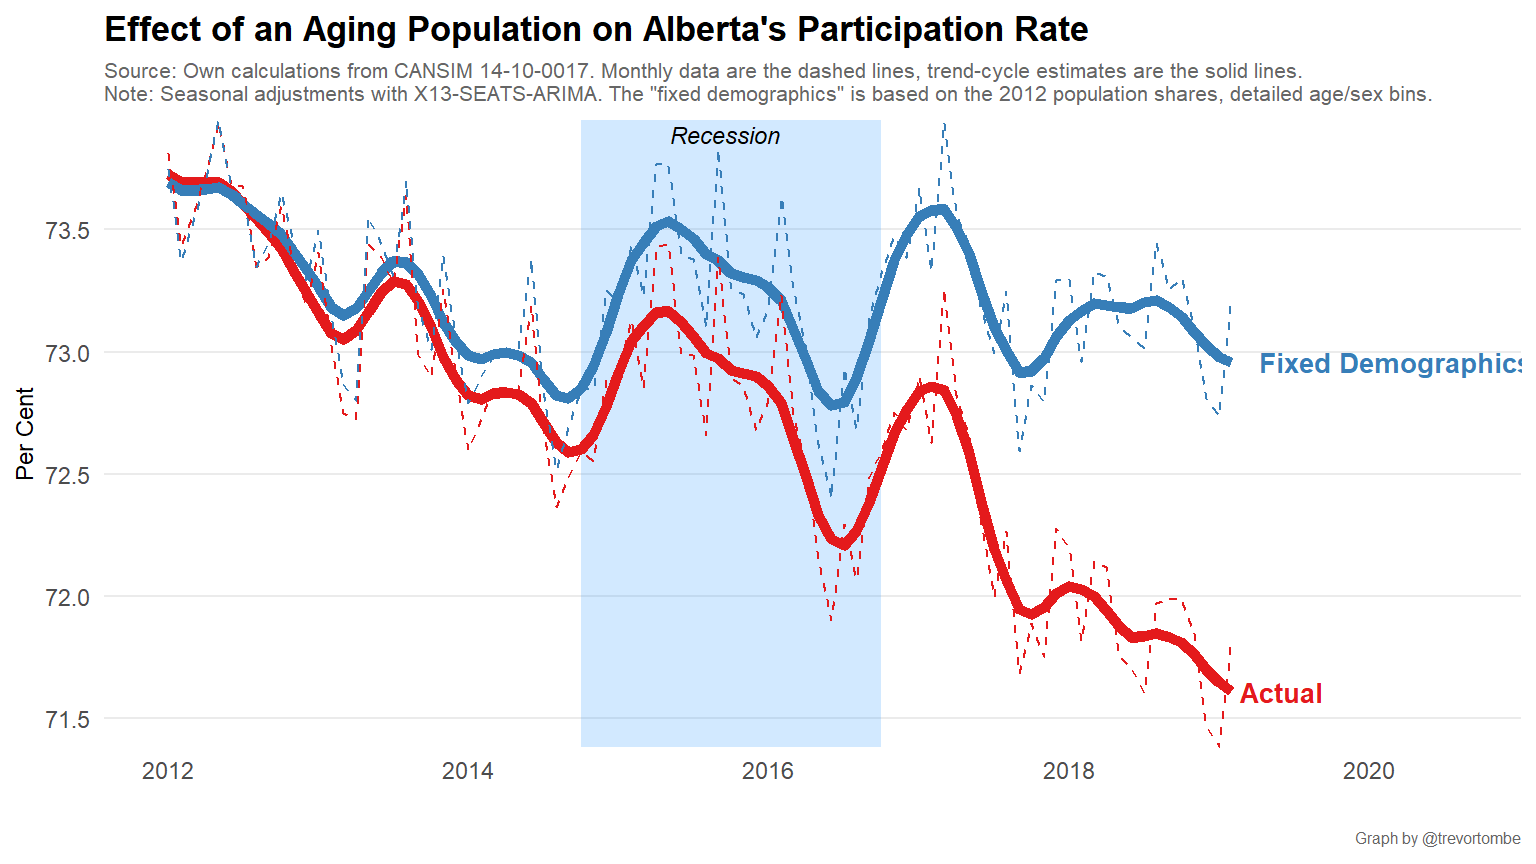 Effect of an Aging Population on Alberta's Participation Rate
Source: Own calculations from CANSIM 14-10-0017. Monthly data are the dashed lines, trend-cycle estimates are the solid lines.
Note: Seasonal adjustments with X13-SEATS-ARIMA. The "fixed demographics" is based on the 2012 population shares, detailed age/sex bins.
Recession
Per Cent
73.5
73.0
72.5
72.0
71.5
Fixed Demographics
Actual
2012 2014 2016 2018 2020
Graph by @trevortombe